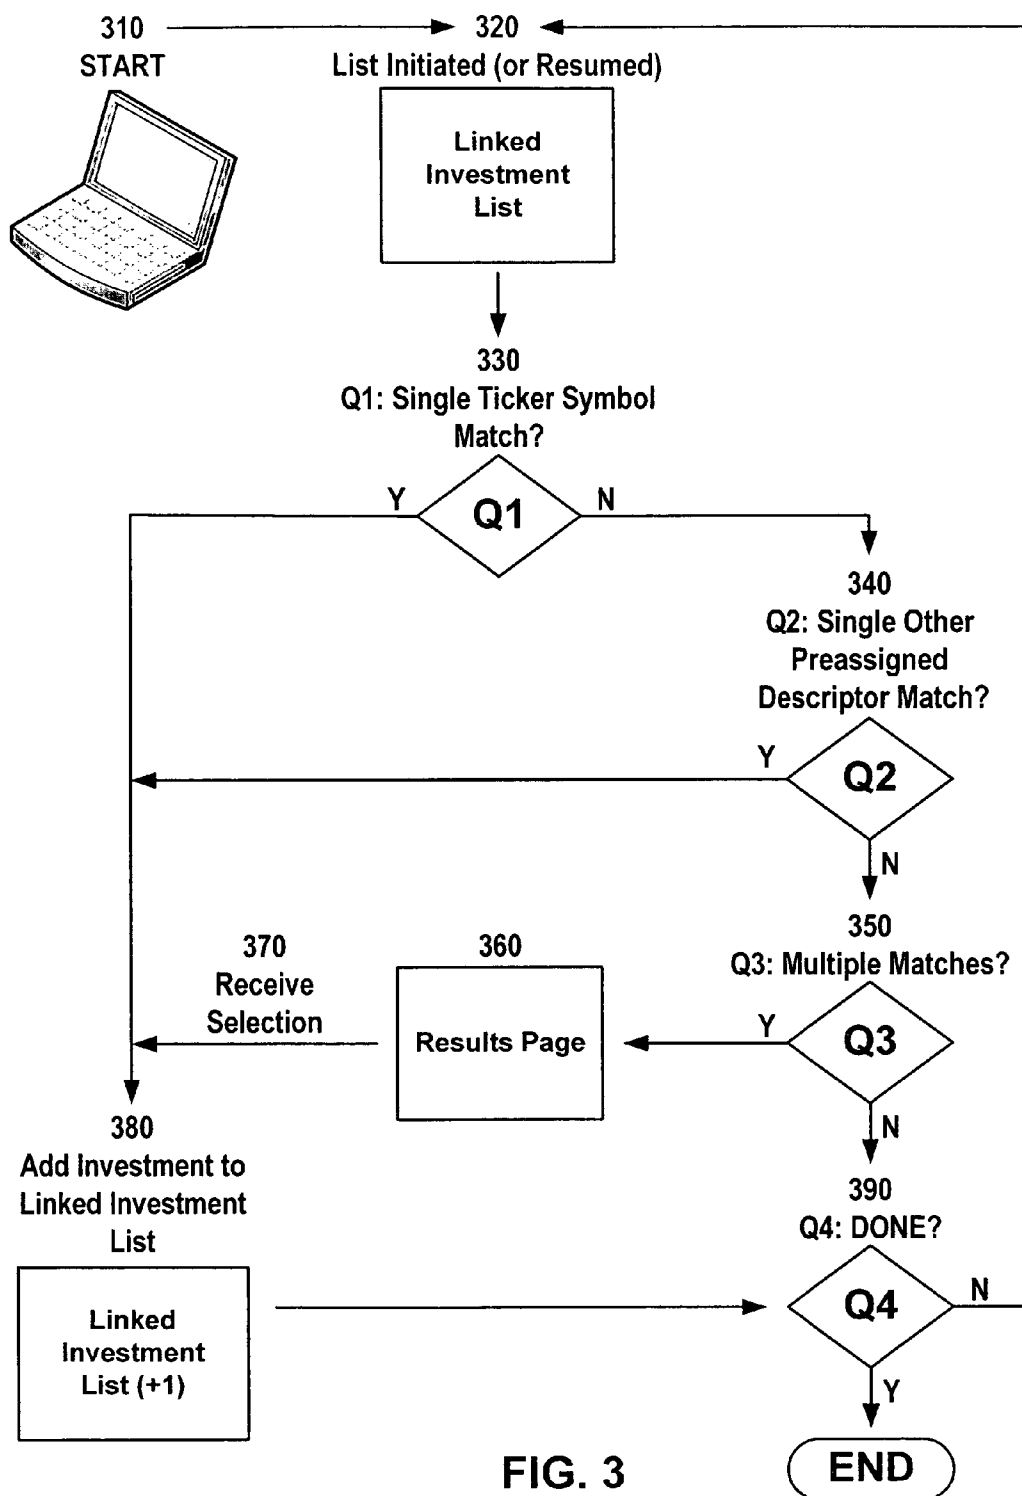 310
START
320
List Initiated (or Resumed)
Linked
Investment
List
330
Q1: Single Ticker Symbol
Match?
Y
Q1
N
340
Q2: Single Other
Preassigned
Descriptor Match?
Y
Q2
N
350
Q3: Multiple Matches?
Y
Q3
N
360
Results Page
370
Receive
Selection
380
Add Investment to
Linked Investment
List
Linked
Investment
List (+1)
390
Q4: DONE?
Q4
N
Y
END
FIG. 3